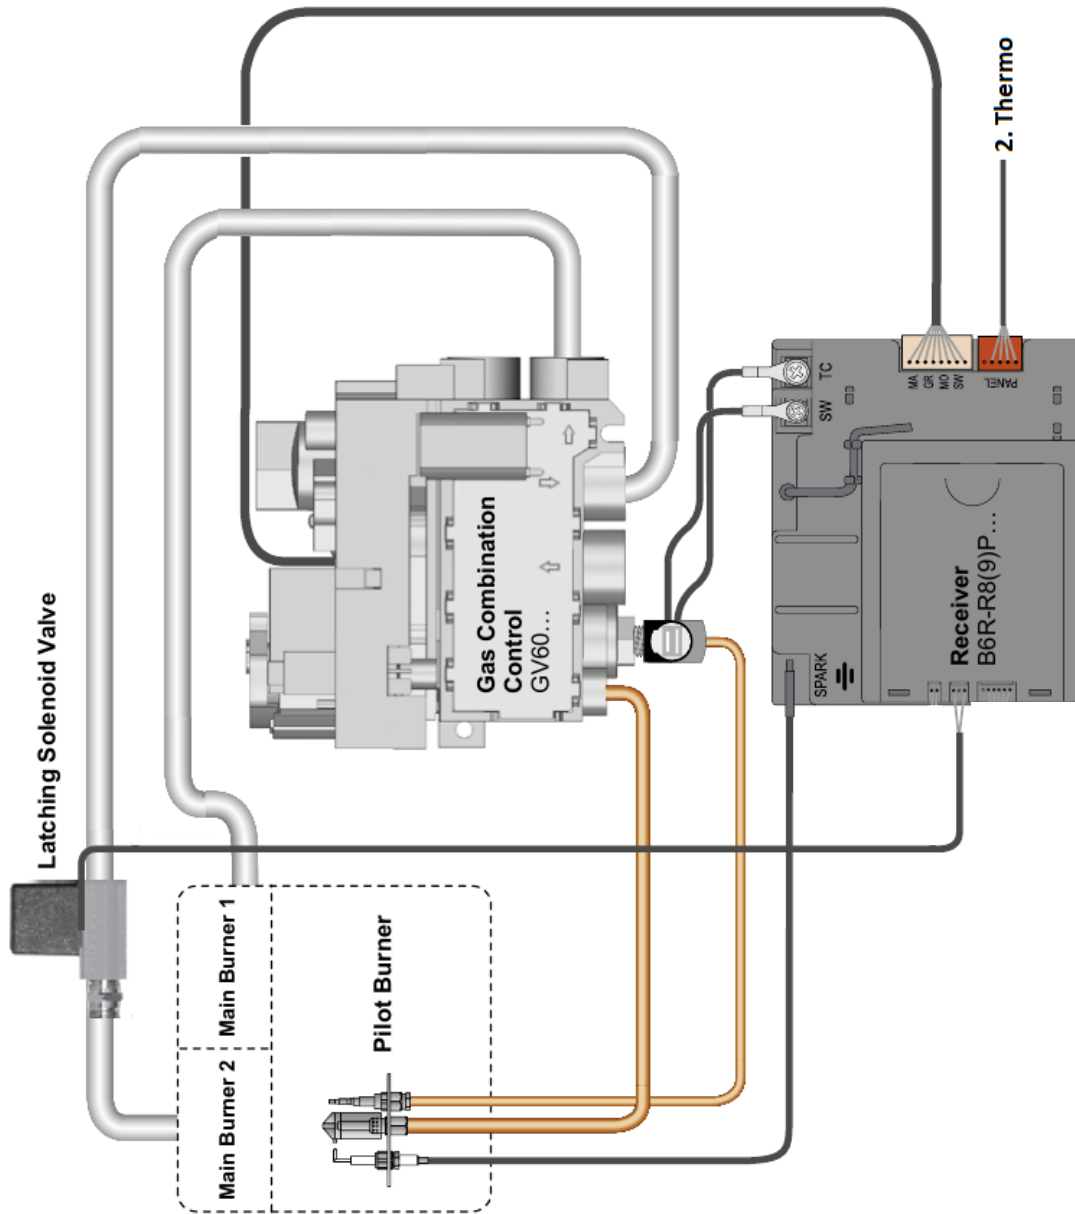 2. Thermo
Latching Solenoid Valve
Gas Combination
Control
GV60...
TC
SW
MA
GR
MO
SW
PANEL
SPARK
Receiver
B6R-R8(9)P...
Main Burner 1
Main Burner 2
Pilot Burner